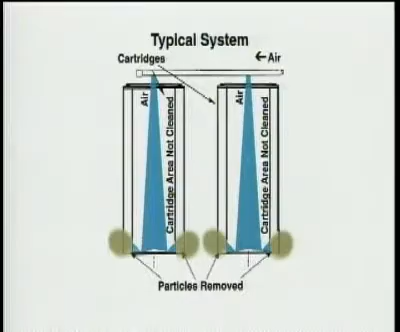 Typical System
Cartridges
←Air
Air
Cartridge Area Not Cleaned
Air
Cartridge Area Not Cleaned
Particles Removed